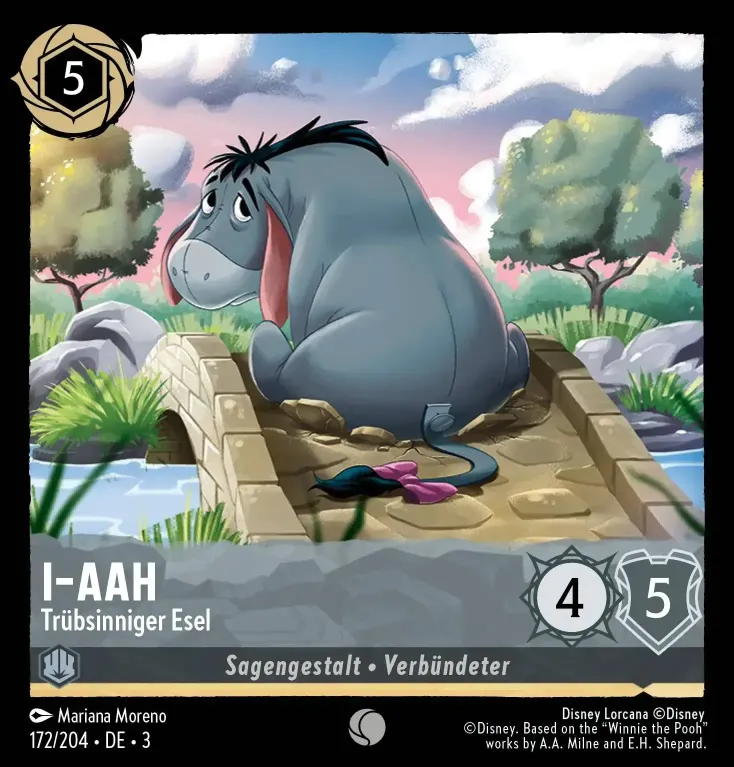 5
I-AAH
Trübsinniger Esel
4
5
Sagengestalt • Verbündeter
Mariana Moreno
172/204 • DE • 3
Disney Lorcana ©Disney
©Disney. Based on the “Winnie the Pooh”
works by A.A. Milne and E.H. Shepard.